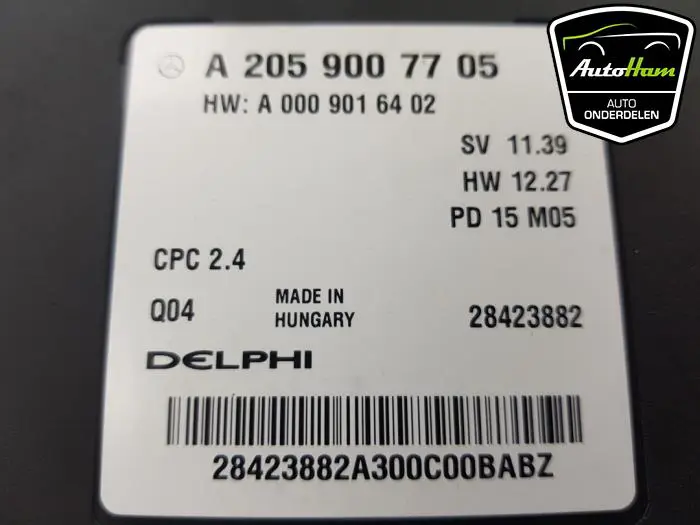 A 205 900 77 05
HW: A 000 901 64 02
SV 11.39
HW 12.27
PD 15 M05
CPC 2.4
Q04
MADE IN
HUNGARY
28423882
DELPHI
28423882A300C00BABZ
AutoHam
AUTO
ONDERDELEN